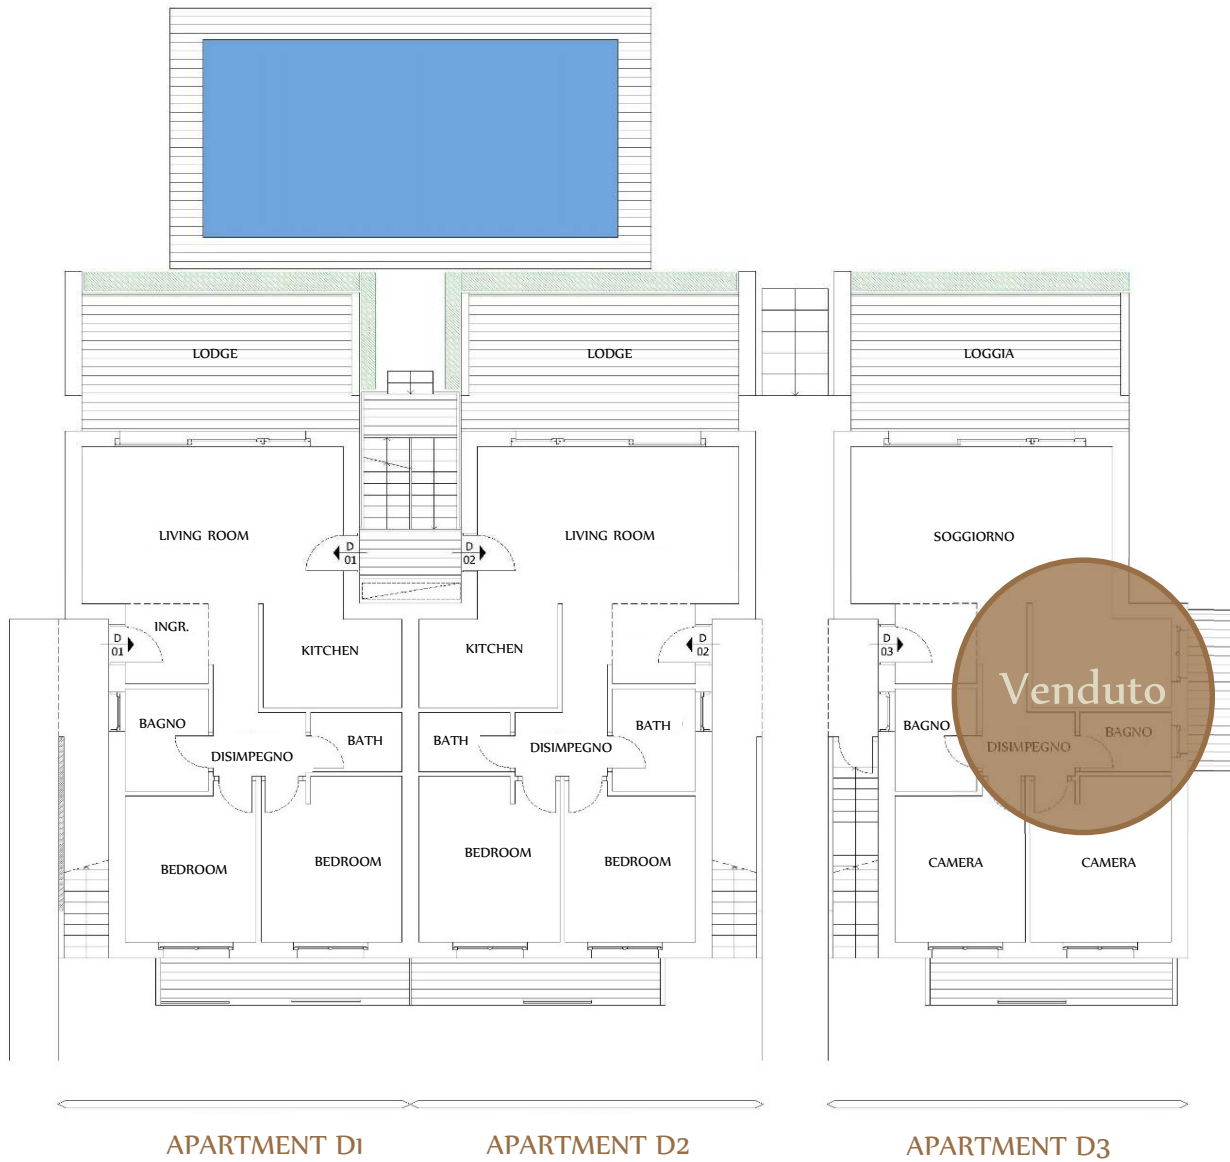 LODGE
LODGE
LOGGIA
LIVING ROOM
LIVING ROOM
SOGGIORNO
D
01
D
02
INGR.
D
01
KITCHEN
KITCHEN
D
02
D
03
Venduto
BAGNO
BATH
BATH
BATH
BAGNO
BAGNO
DISIMPEGNO
DISIMPEGNO
DISIMPEGNO
BEDROOM
BEDROOM
BEDROOM
BEDROOM
CAMERA
CAMERA
APARTMENT D1
APARTMENT D2
APARTMENT D3